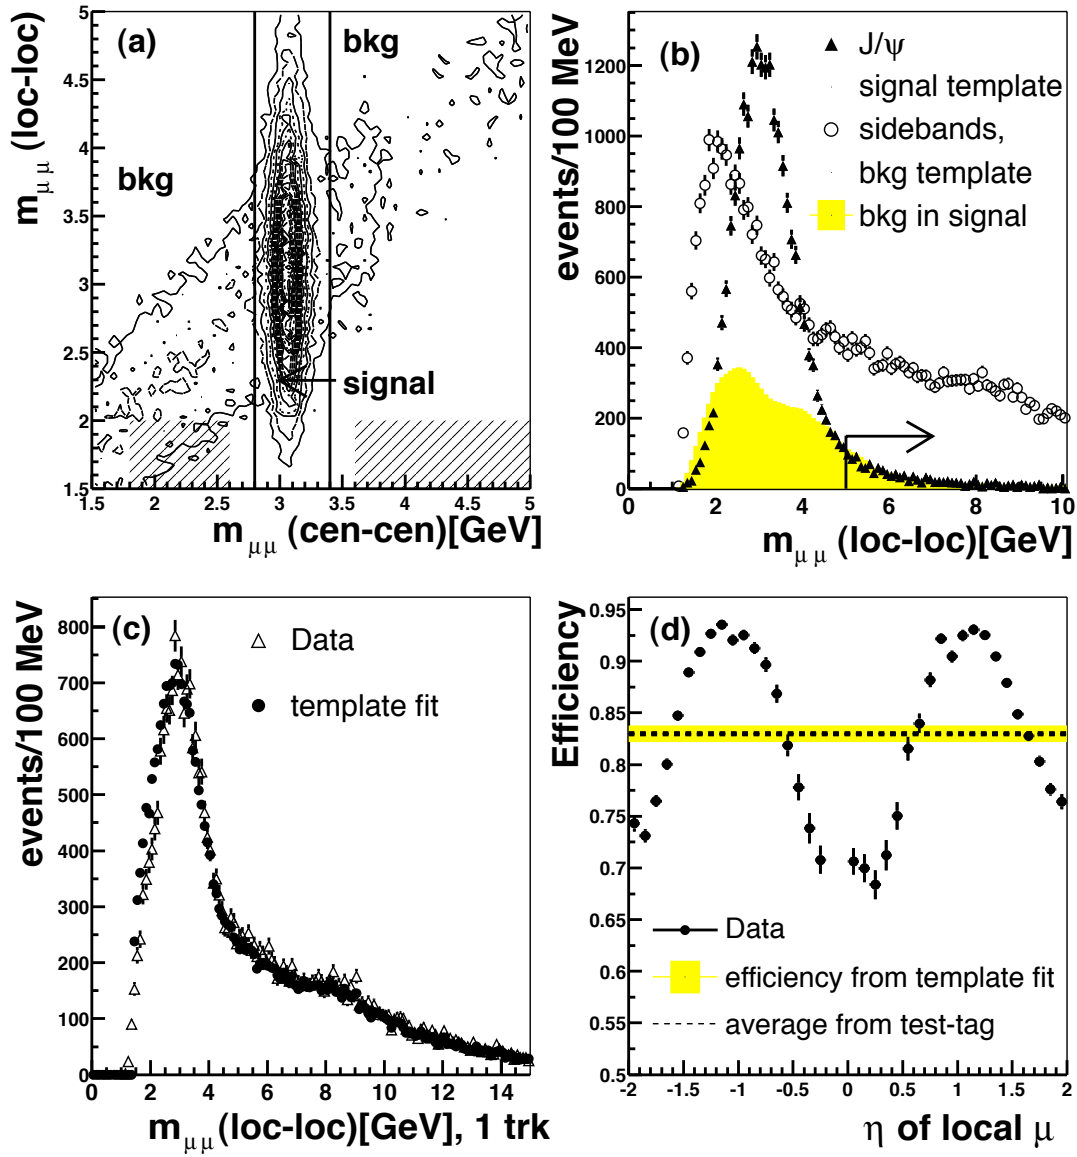 (a)
bkg
bkg
signal
m μμ (loc-loc)
5
4.5
4
3.5
3
2.5
2
1.5
1.5 2 2.5 3 3.5 4 4.5 5
m μμ (cen-cen)[GeV]
(b)
J/ψ
signal template
sidebands,
bkg template
bkg in signal
events/100 MeV
1200
1000
800
600
400
200
0
0 2 4 6 8 10
m μμ (loc-loc)[GeV]
(c)
Data
template fit
events/100 MeV
800
700
600
500
400
300
200
100
0
0 2 4 6 8 10 12 14
m μμ (loc-loc)[GeV], 1 trk
(d)
Efficiency
0.95
0.9
0.85
0.8
0.75
0.7
0.65
0.6
0.55
0.5
Data
efficiency from template fit
average from test-tag
-2 -1.5 -1 -0.5 0 0.5 1 1.5 2
η of local μ